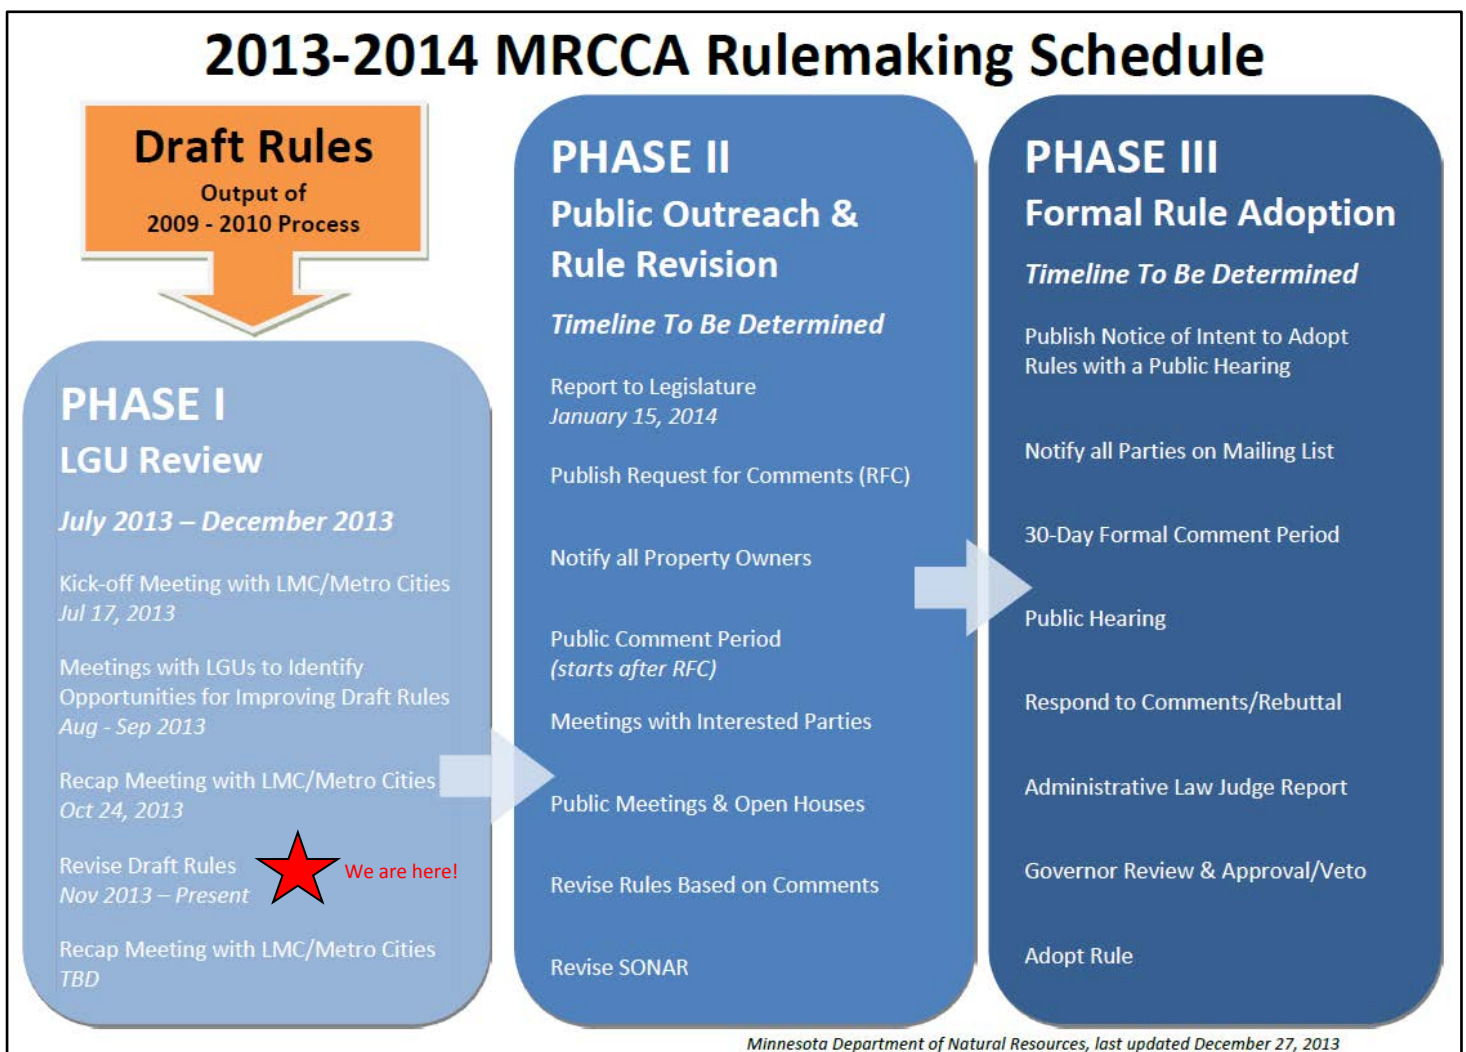 2013-2014 MRCCA Rulemaking Schedule
Draft Rules
Output of
2009 - 2010 Process
PHASE I
LGU Review
July 2013 – December 2013
Kick-off Meeting with LMC/Metro Cities
Jul 17, 2013
Meetings with LGUs to Identify
Opportunities for Improving Draft Rules
Aug - Sep 2013
Recap Meeting with LMC/Metro Cities
Oct 24, 2013
Revise Draft Rules
Nov 2013 – Present
We are here!
Recap Meeting with LMC/Metro Cities
TBD
PHASE II
Public Outreach &
Rule Revision
Timeline To Be Determined
Report to Legislature
January 15, 2014
Publish Request for Comments (RFC)
Notify all Property Owners
Public Comment Period
(starts after RFC)
Meetings with Interested Parties
Public Meetings & Open Houses
Revise Rules Based on Comments
Revise SONAR
PHASE III
Formal Rule Adoption
Timeline To Be Determined
Publish Notice of Intent to Adopt
Rules with a Public Hearing
Notify all Parties on Mailing List
30-Day Formal Comment Period
Public Hearing
Respond to Comments/Rebuttal
Administrative Law Judge Report
Governor Review & Approval/Veto
Adopt Rule
Minnesota Department of Natural Resources, last updated December 27, 2013